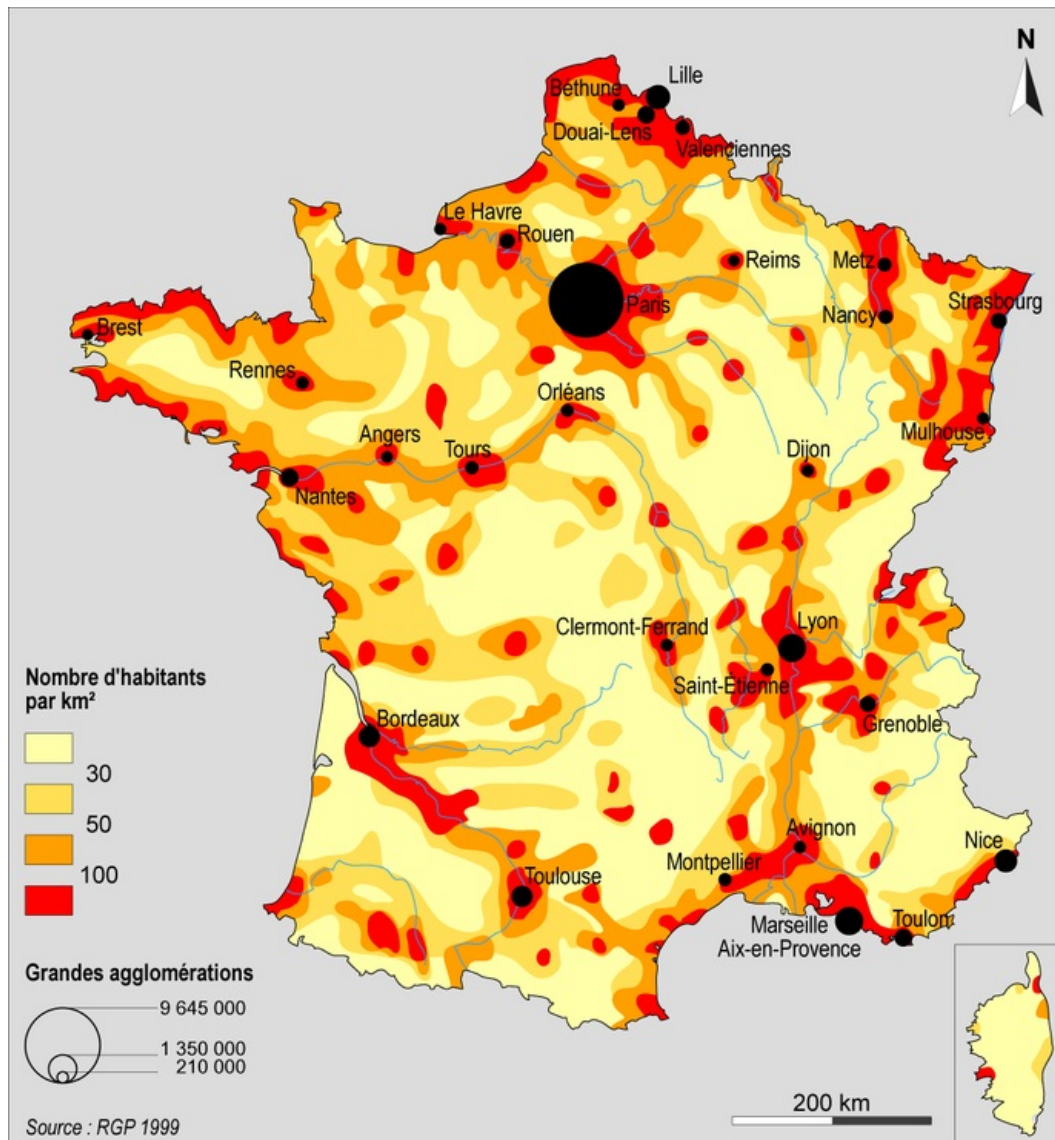 N
Lille
Béthune
Douai-Lens
Valenciennes
Le Havre
Rouen
Reims
Metz
Paris
Nancy
Strasbourg
Brest
Rennes
Orléans
Mulhouse
Angers
Tours
Dijon
Nantes
Clermont-Ferrand
Lyon
Saint-Étienne
Grenoble
Bordeaux
Avignon
Nice
Montpellier
Toulouse
Marseille
Aix-en-Provence
Toulon
Nombre d'habitants
par km²
30
50
100
Grandes agglomérations
9 645 000
1 350 000
210 000
Source : RGP 1999
200 km